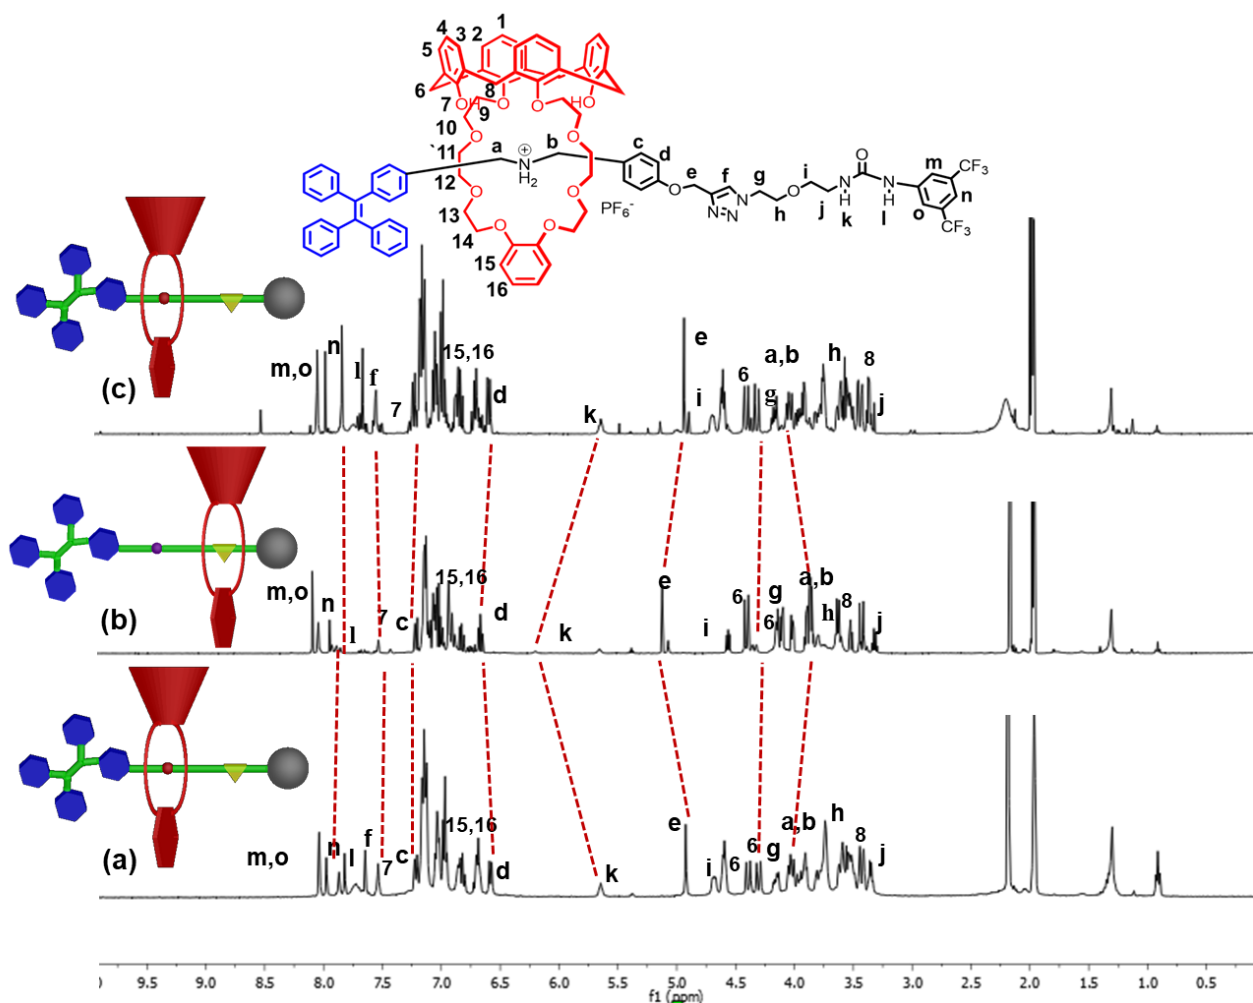 4 3 2 1
5
6 8
7 OH O O HO
9
10
O O
`11
12
a b c d
N
H₂
+
O
e f g i
N N=N
O
h j
N H
k
O
N H
l
m
CF₃
n
o
CF₃
PF₆⁻
O O
13
14
O O
15
16
(c)
m,o n l f 7 15,16 d k e i 6 g a,b h 8 j
(b)
m,o n l 7 c 15,16 d k e i 6 g 6 a,b h 8 j
(a)
m,o n l f 7 c 15,16 d k e i 6 6 g a,b h 8 j
9.0 8.5 8.0 7.5 7.0 6.5 6.0 5.5 5.0 4.5 4.0 3.5 3.0 2.5 2.0 1.5 1.0 0.5
f1 (ppm)